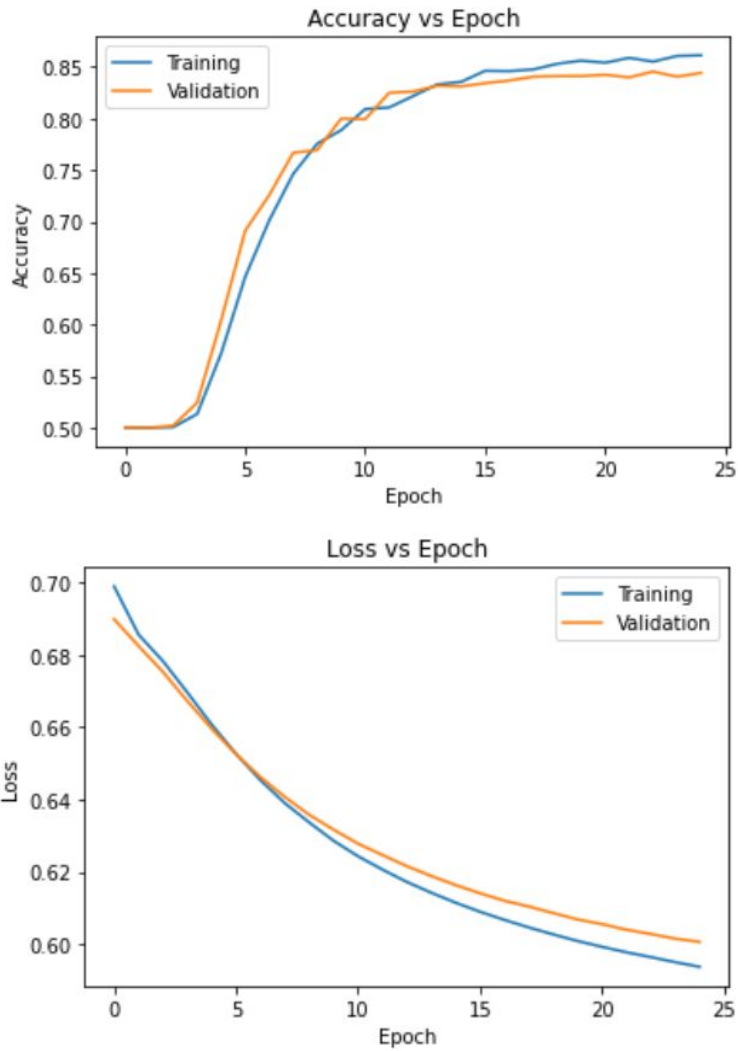 Accuracy vs Epoch
Training
Validation
0.85
0.80
0.75
0.70
0.65
0.60
0.55
0.50
Accuracy
0 5 10 15 20 25
Epoch
Loss vs Epoch
Training
Validation
0.70
0.68
0.66
0.64
0.62
0.60
Loss
0 5 10 15 20 25
Epoch